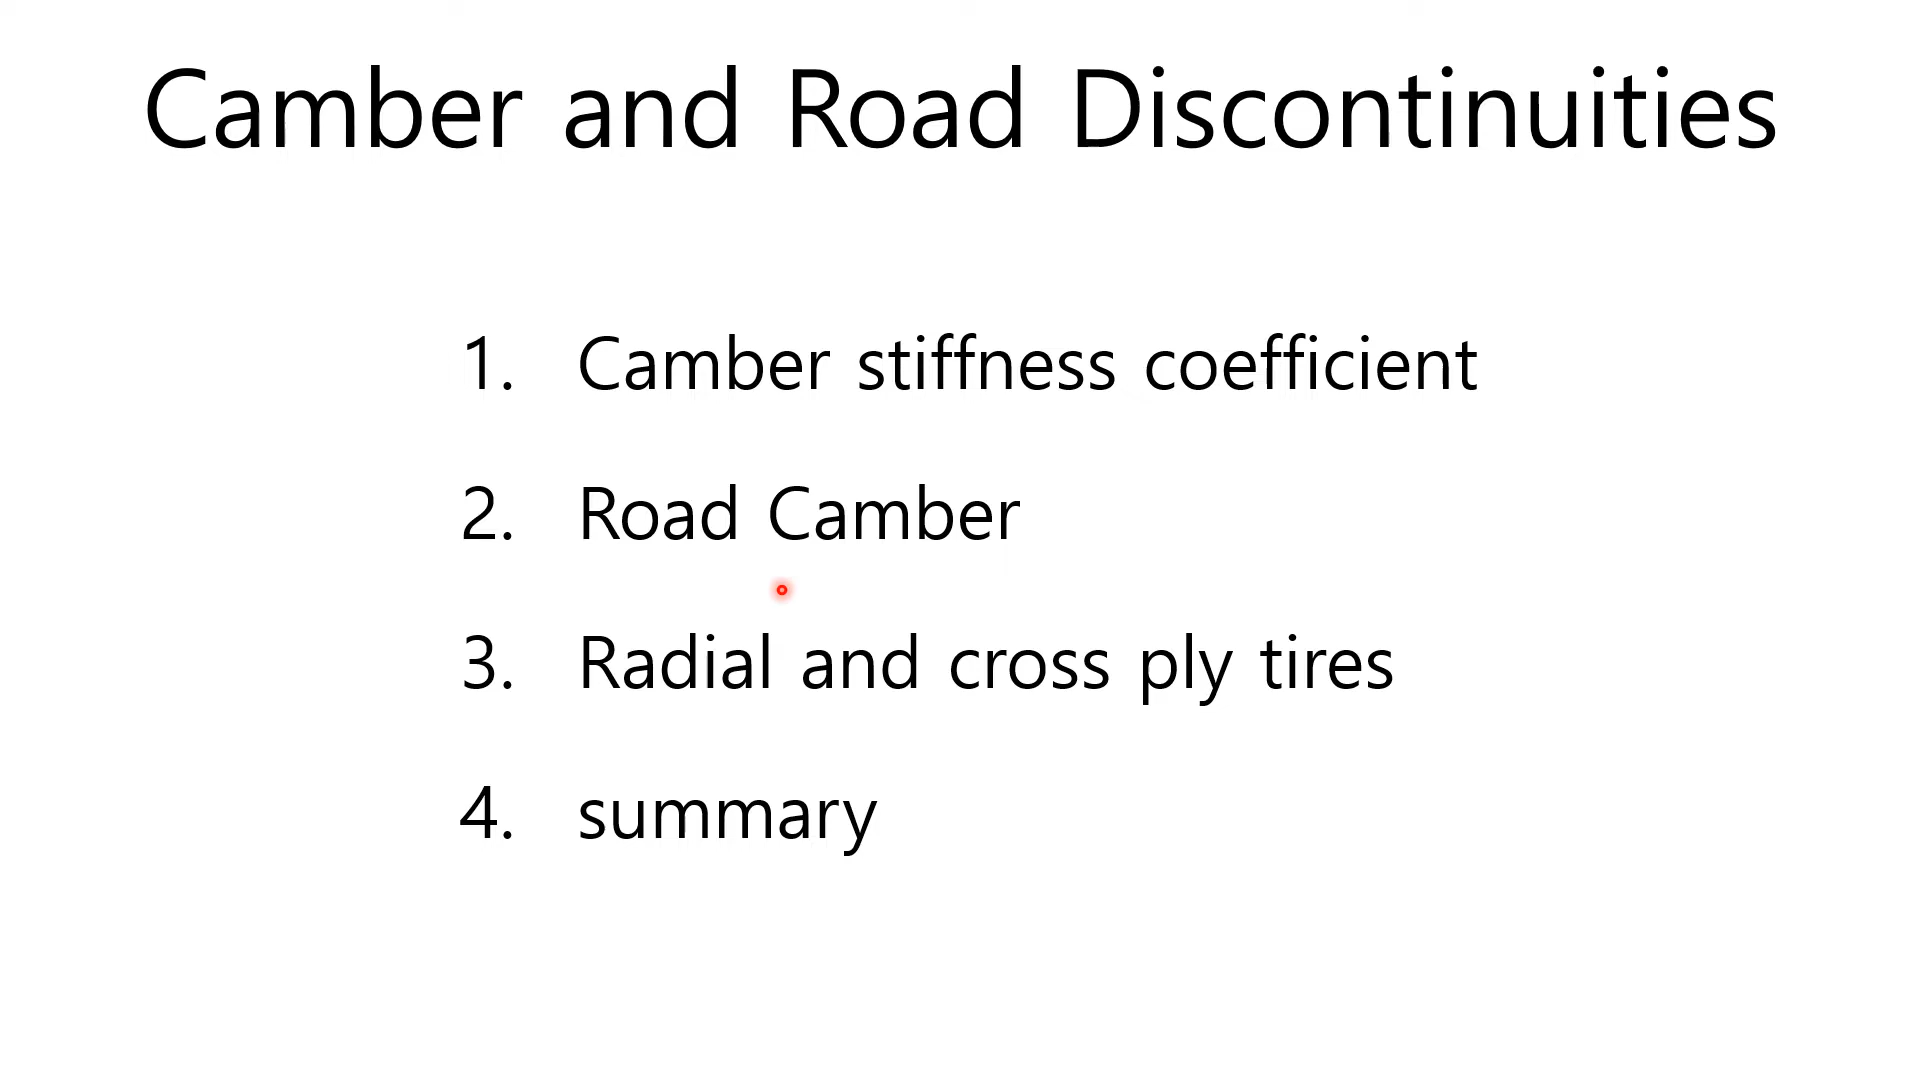 Camber and Road Discontinuities
1. Camber stiffness coefficient
2. Road Camber
3. Radial and cross ply tires
4. summary